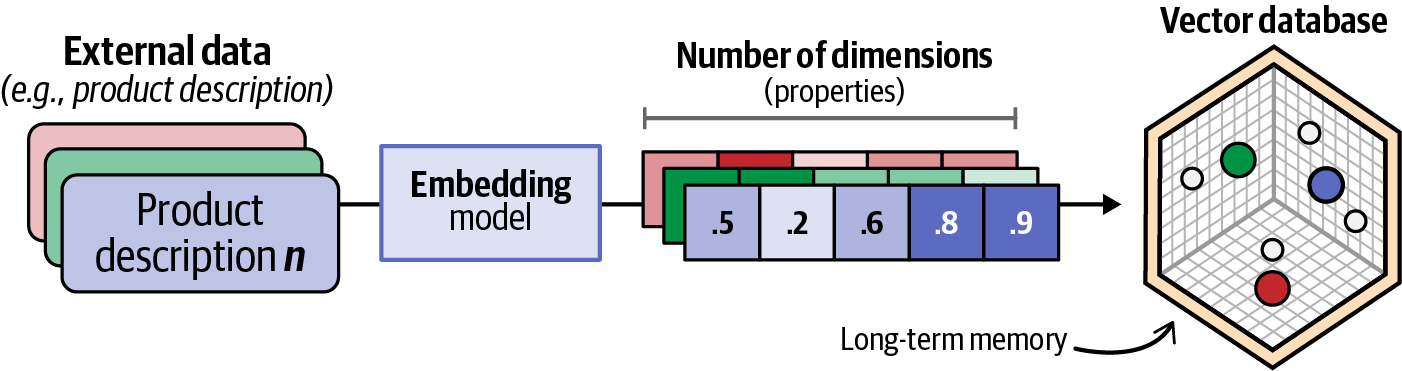 External data
(e.g., product description)
Product
description n
Embedding
model
Number of dimensions
(properties)
.5 .2 .6 .8 .9
Vector database
Long-term memory